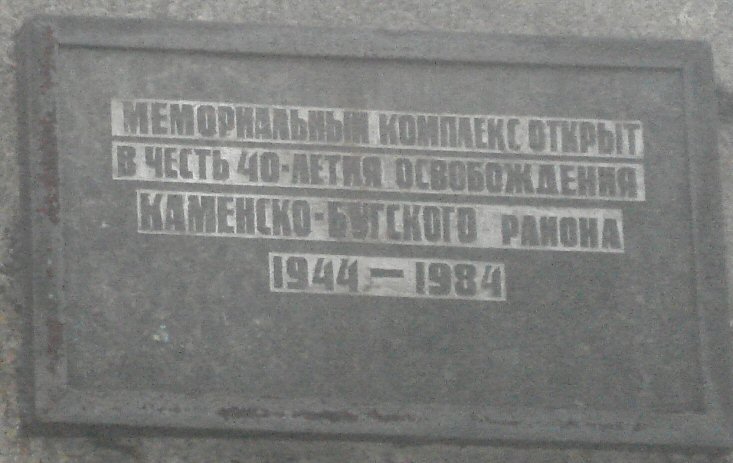 МЕМОРИАЛЬНЫЙ КОМПЛЕКС ОТКРЫТ
В ЧЕСТЬ 40-ЛЕТИЯ ОСВОБОЖДЕНИЯ
КАМЕНСКО-БУГСКОГО РАЙОНА
1944 — 1984